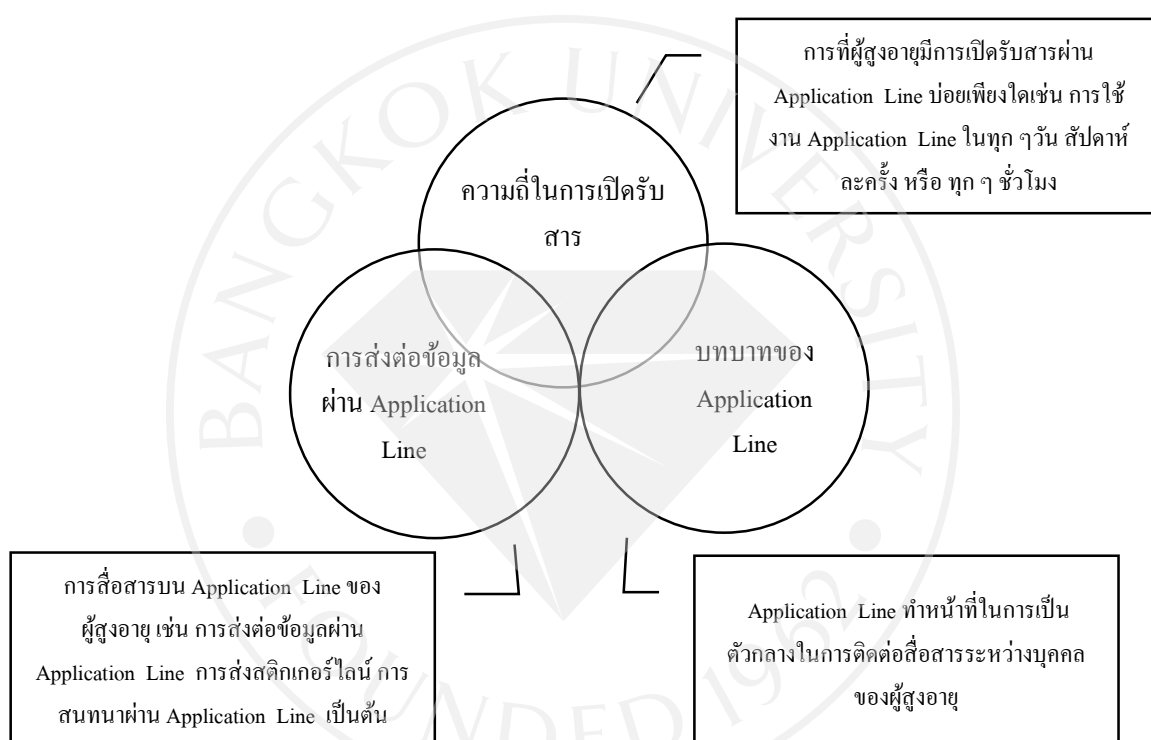 การที่ผู้สูงอายุมีการเปิดรับสารผ่าน
Application Line บ่อยเพียงใดเช่น การใช้
งาน Application Line ในทุก ๆวัน สัปดาห์
ละครั้ง หรือ ทุก ๆ ชั่วโมง
ความถี่ในการเปิดรับ
สาร
การส่งต่อข้อมูล
ผ่าน Application
Line
บทบาทของ
Application
Line
การสื่อสารบน Application Line ของ
ผู้สูงอายุ เช่น การส่งต่อข้อมูลผ่าน
Application Line การส่งสติกเกอร์ไลน์ การ
สนทนาผ่าน Application Line เป็นต้น
Application Line ทำหน้าที่ในการเป็น
ตัวกลางในการติดต่อสื่อสารระหว่างบุคคล
ของผู้สูงอายุ
BANGKOK UNIVERSITY
FOUNDED 1962